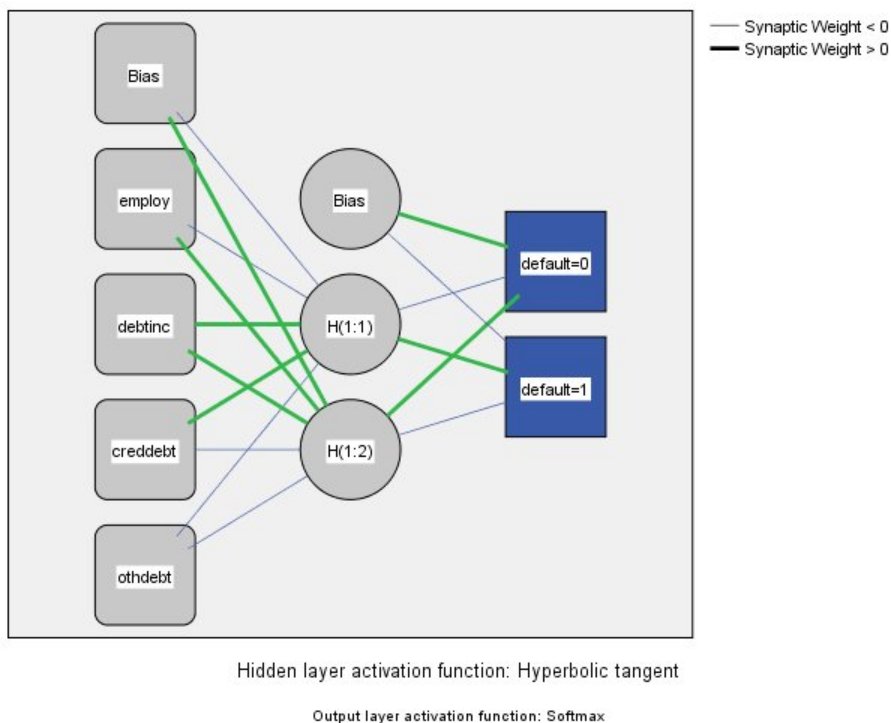 Synaptic Weight < 0
Synaptic Weight > 0
Bias
employ
debtinc
creddebt
othdebt
Bias
H(1:1)
H(1:2)
default=0
default=1
Hidden layer activation function: Hyperbolic tangent
Output layer activation function: Softmax